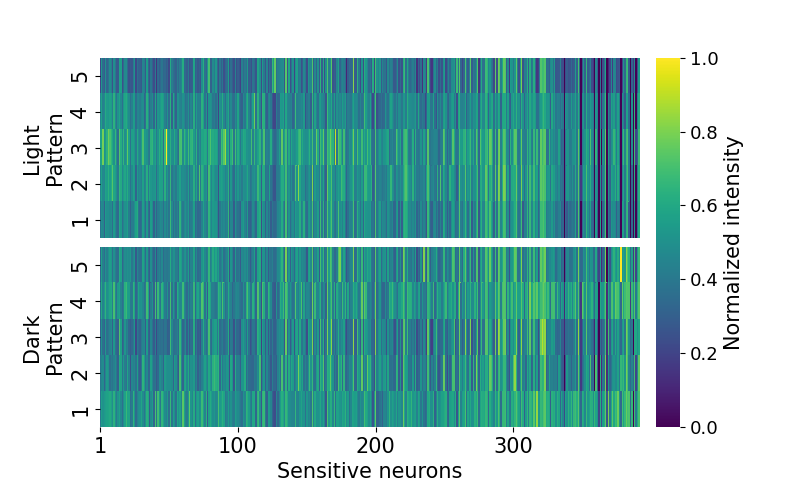 Light
Pattern
5
4
3
2
1
Dark
Pattern
5
4
3
2
1
1 100 200 300
Sensitive neurons
1.0
0.8
0.6
0.4
0.2
0.0
Normalized intensity